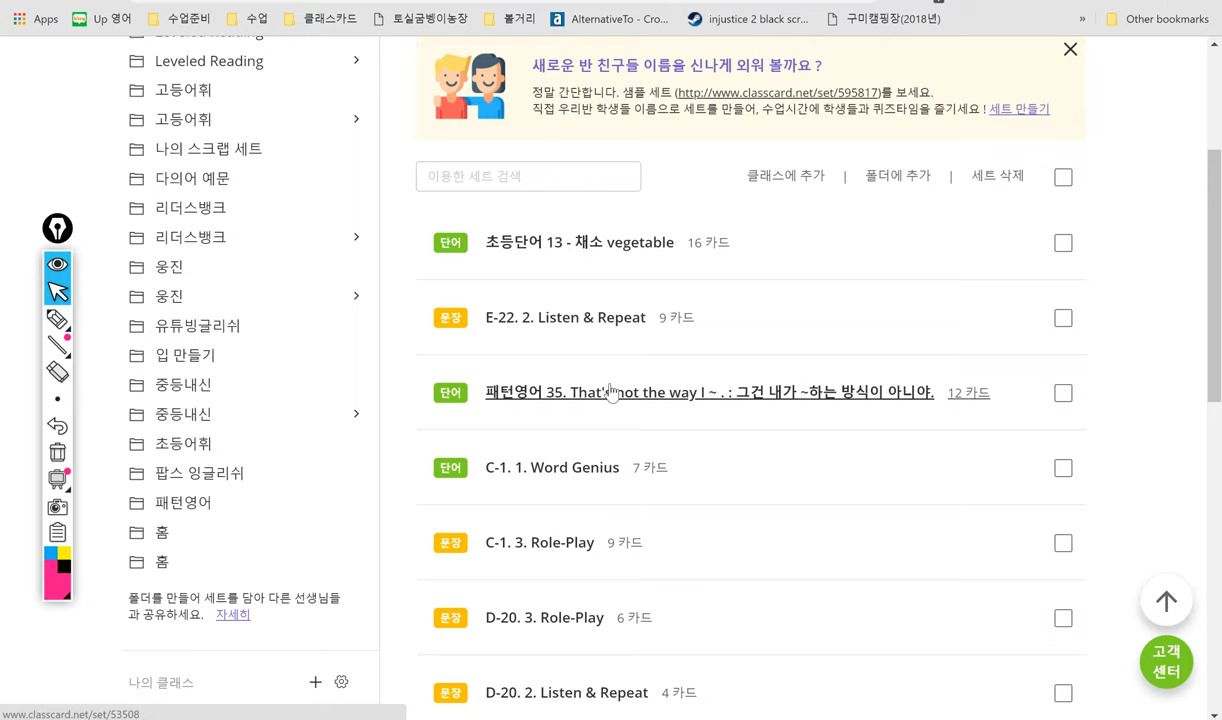 Apps
Up 영어
수업준비
수업
클래스카드
토실굼벵이농장
볼거리
a AlternativeTo - Cro...
injustice 2 black scr...
구미캠핑장(2018년)
»
Other bookmarks
Leveled Reading
고등어휘
고등어휘
나의 스크랩 세트
다의어 예문
리더스뱅크
리더스뱅크
웅진
웅진
유튜빙글리쉬
입 만들기
중등내신
중등내신
초등어휘
팝스 잉글리쉬
패턴영어
홈
홈
폴더를 만들어 세트를 담아 다른 선생님들
과 공유하세요. 자세히
나의 클래스
새로운 반 친구들 이름을 신나게 외워 볼까요 ?
정말 간단합니다. 샘플 세트 (http://www.classcard.net/set/595817)를 보세요.
직접 우리반 학생들 이름으로 세트를 만들어, 수업시간에 학생들과 퀴즈타임을 즐기세요 ! 세트 만들기
이용한 세트 검색
클래스에 추가 | 폴더에 추가 | 세트 삭제
단어 초등단어 13 - 채소 vegetable 16 카드
문장 E-22. 2. Listen & Repeat 9 카드
단어 패턴영어 35. That's not the way I ~ . : 그건 내가 ~하는 방식이 아니야. 12 카드
단어 C-1. 1. Word Genius 7 카드
문장 C-1. 3. Role-Play 9 카드
문장 D-20. 3. Role-Play 6 카드
문장 D-20. 2. Listen & Repeat 4 카드
고객
센터
www.classcard.net/set/53508